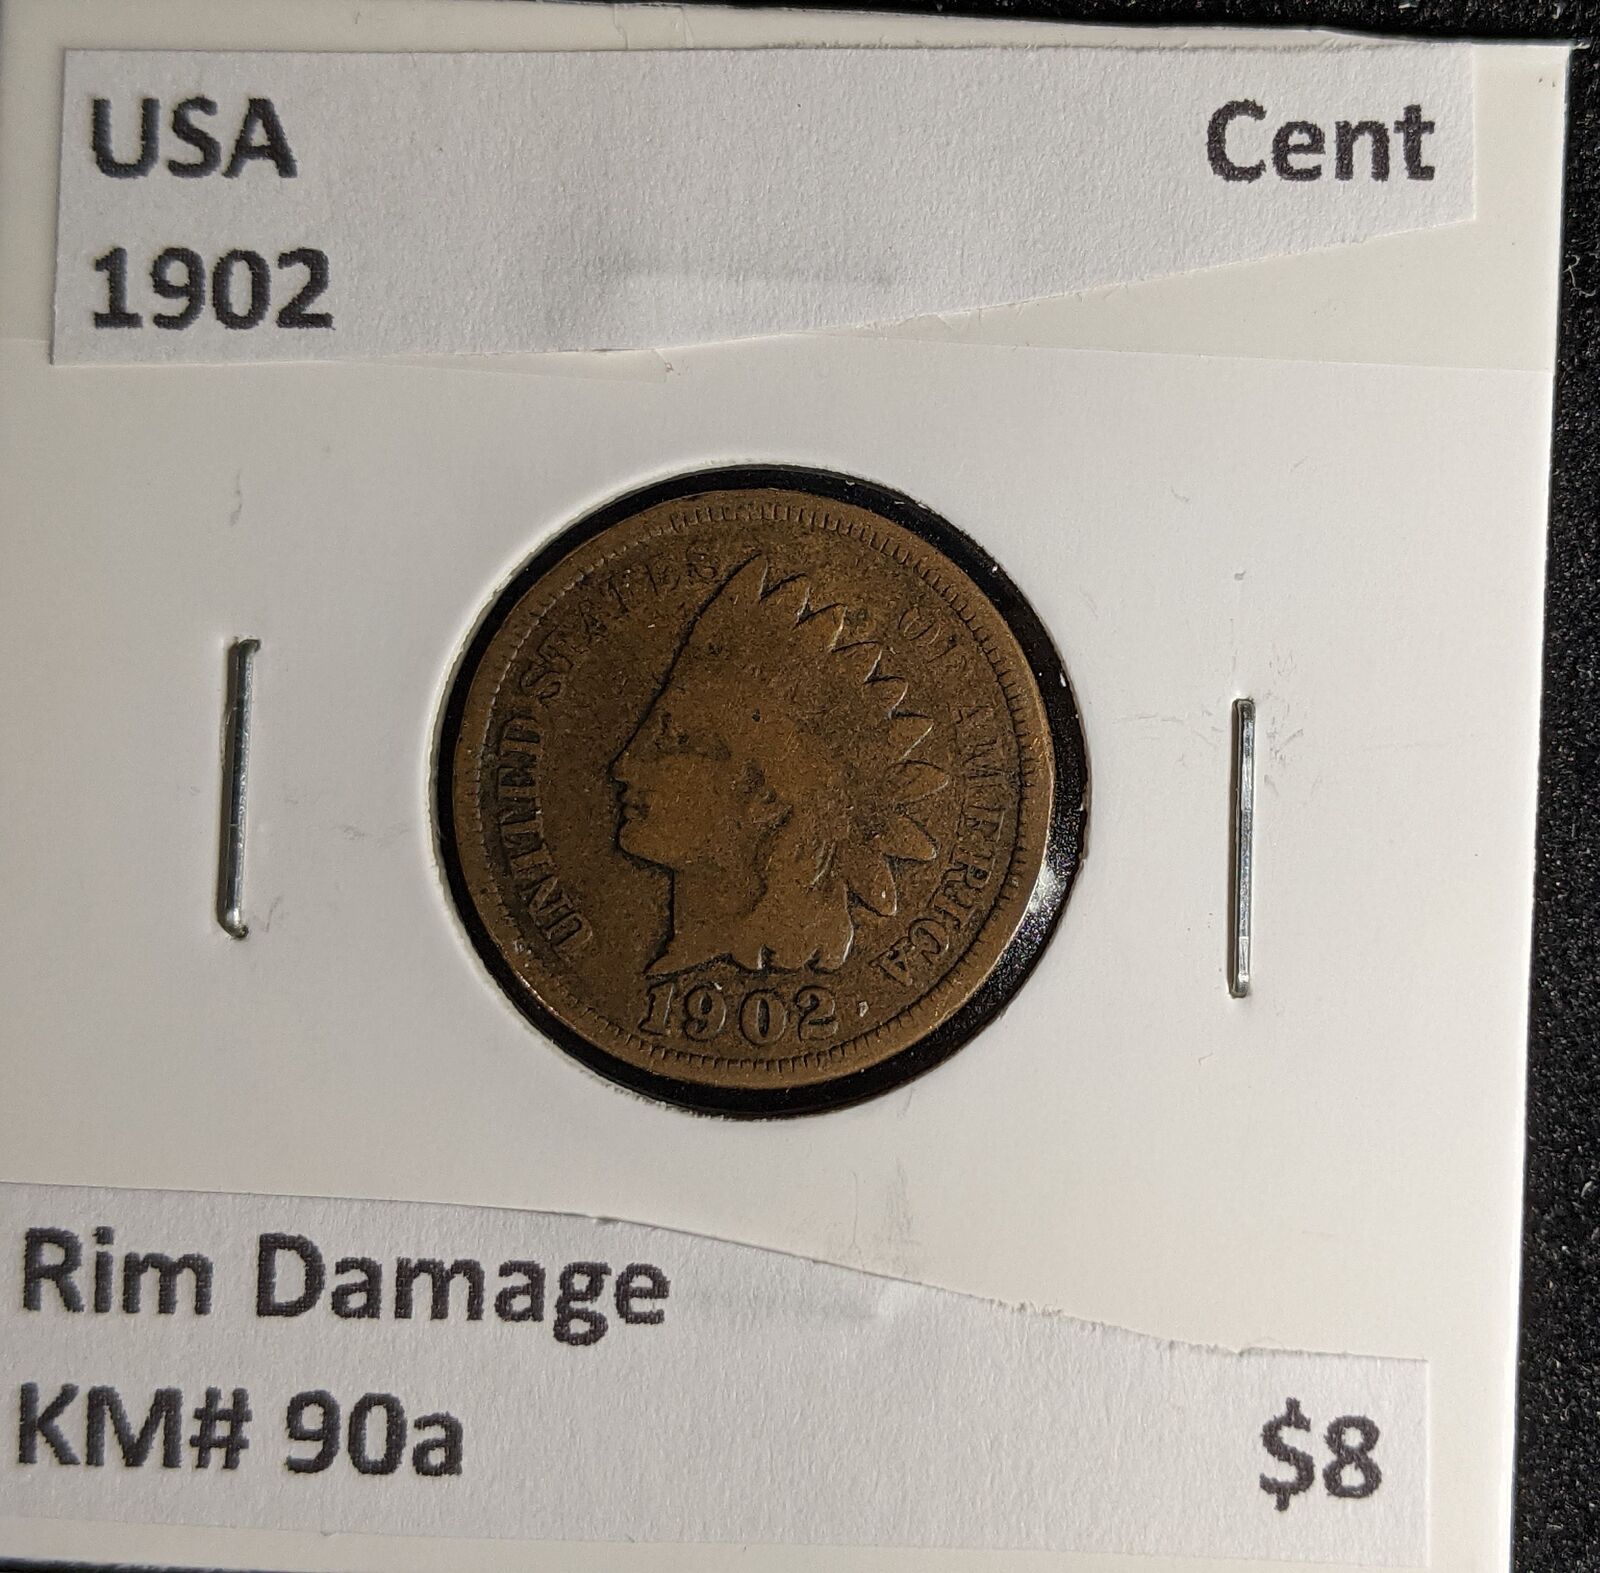 USA Cent
1902
UNITED STATES OF AMERICA
1902
Rim Damage
KM# 90a $8